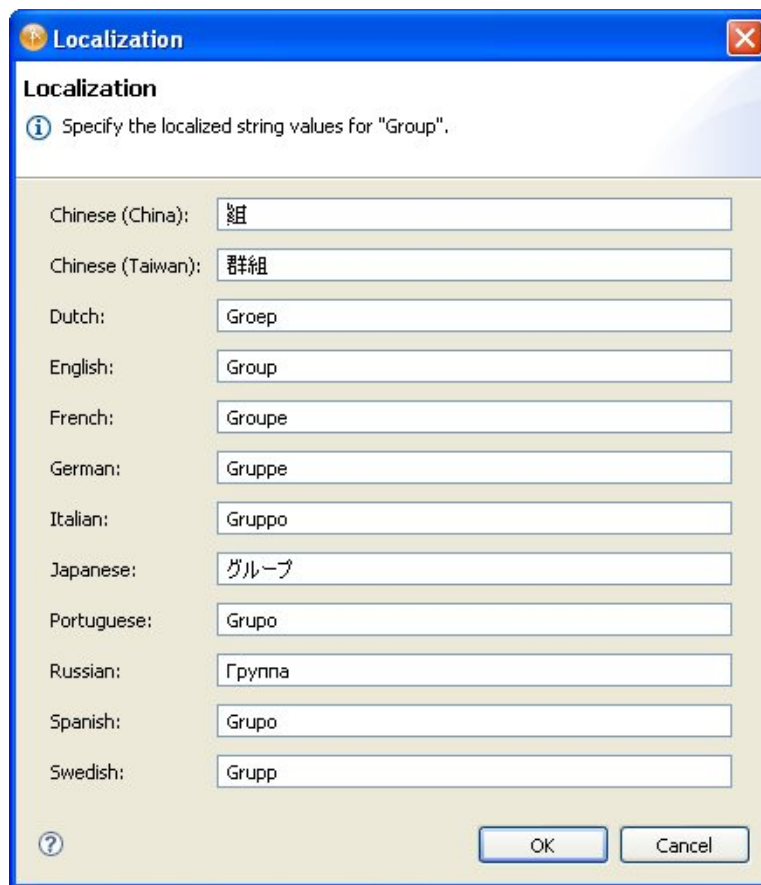 Localization
Localization
Specify the localized string values for "Group".
Chinese (China): 组
Chinese (Taiwan): 群組
Dutch: Groep
English: Group
French: Groupe
German: Gruppe
Italian: Gruppo
Japanese: グループ
Portuguese: Grupo
Russian: Группа
Spanish: Grupo
Swedish: Grupp
OK Cancel